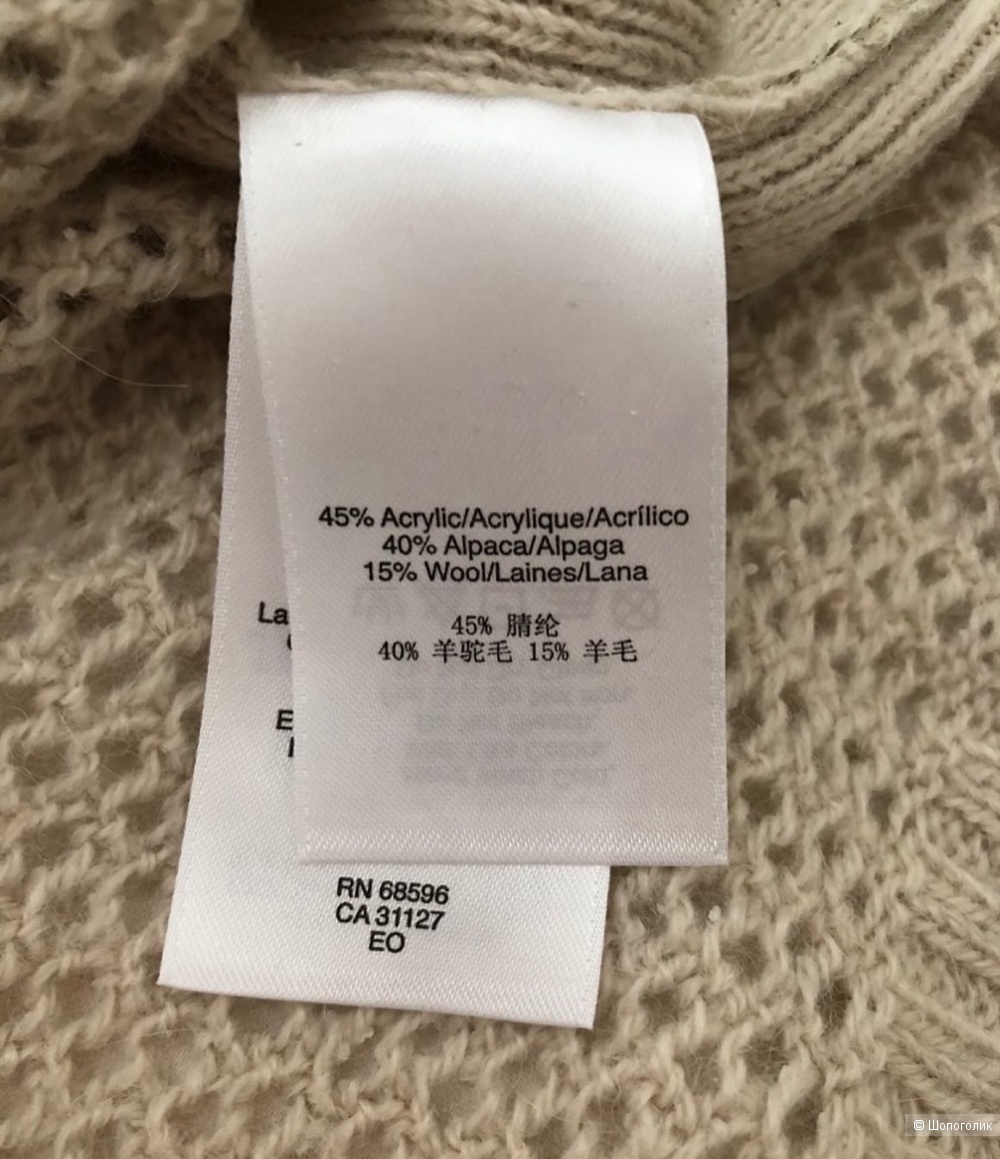 45% Acrylic/Acrylique/Acrílico
40% Alpaca/Alpaga
15% Wool/Laines/Lana
45% 腈纶
40% 羊驼毛 15% 羊毛
La
E
RN 68596
CA 31127
EO
© Шопоголик